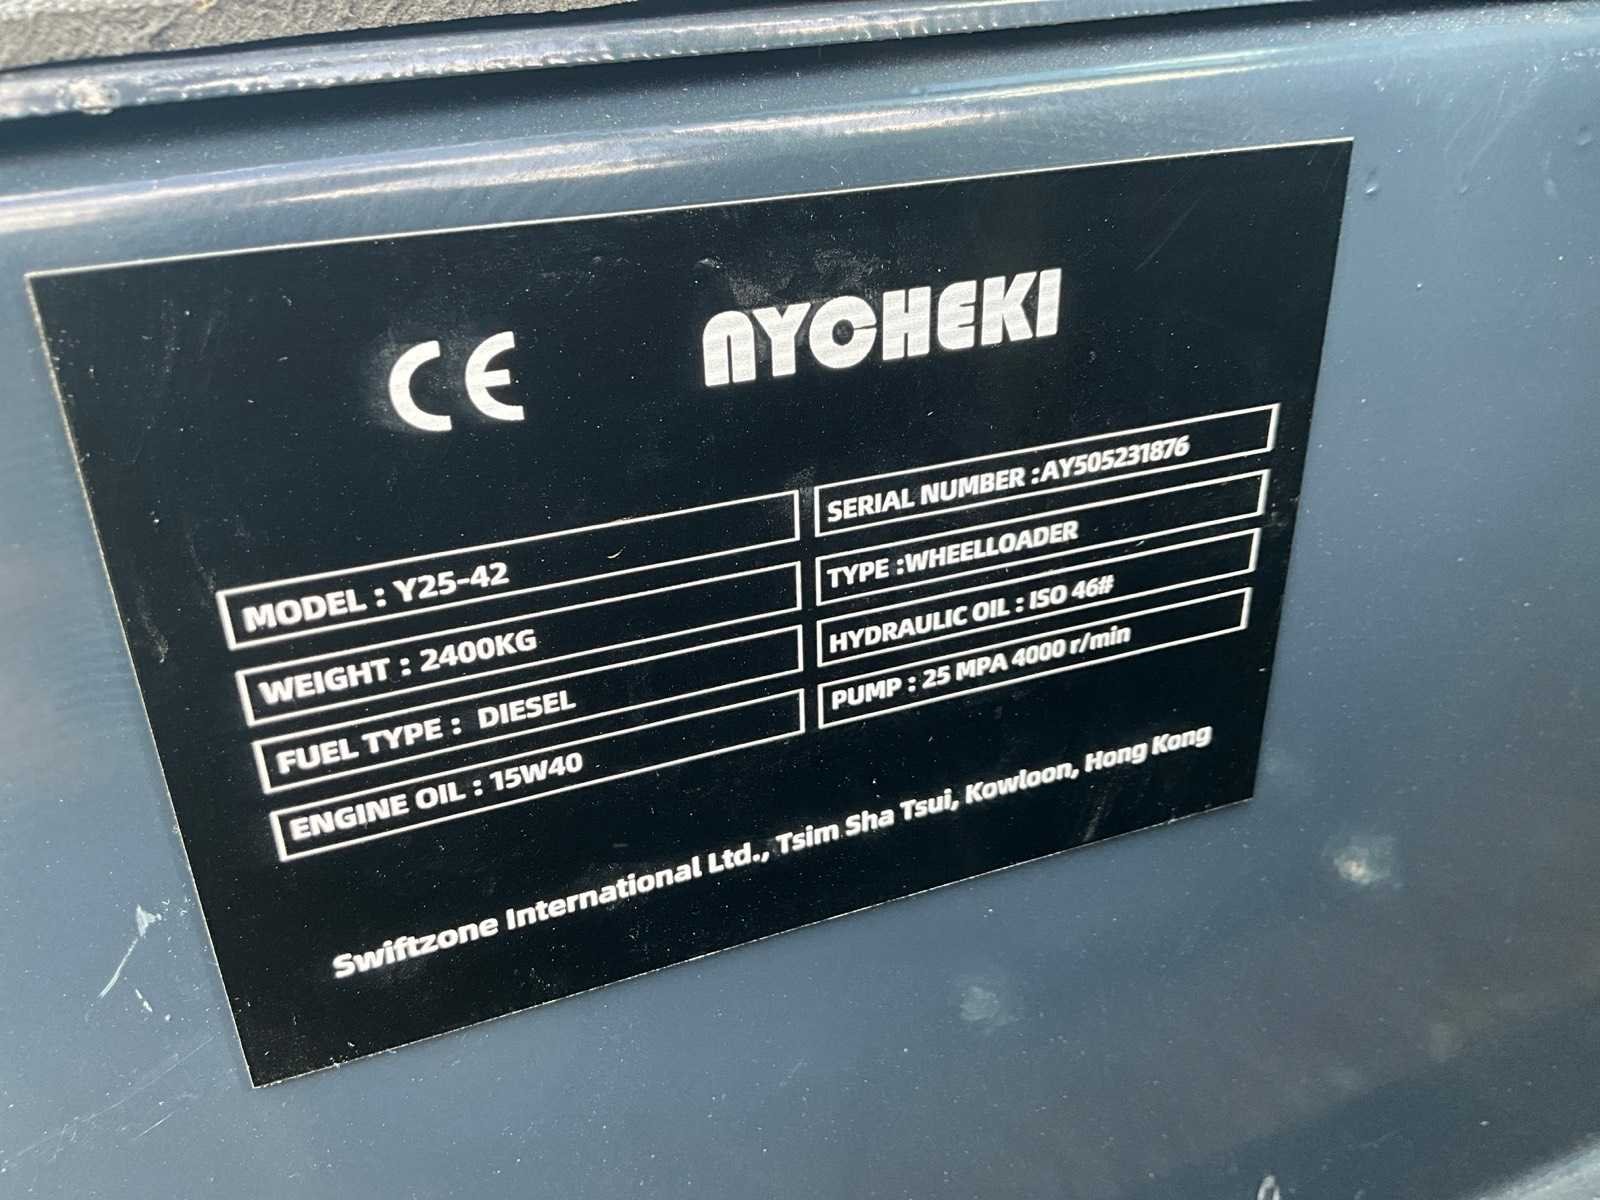 CE AYCHEKI
MODEL : Y25-42
WEIGHT : 2400KG
FUEL TYPE : DIESEL
ENGINE OIL : 15W40
SERIAL NUMBER :AY505231876
TYPE :WHEELLOADER
HYDRAULIC OIL : ISO 46#
PUMP : 25 MPA 4000 r/min
Swiftzone International Ltd., Tsim Sha Tsui, Kowloon, Hong Kong